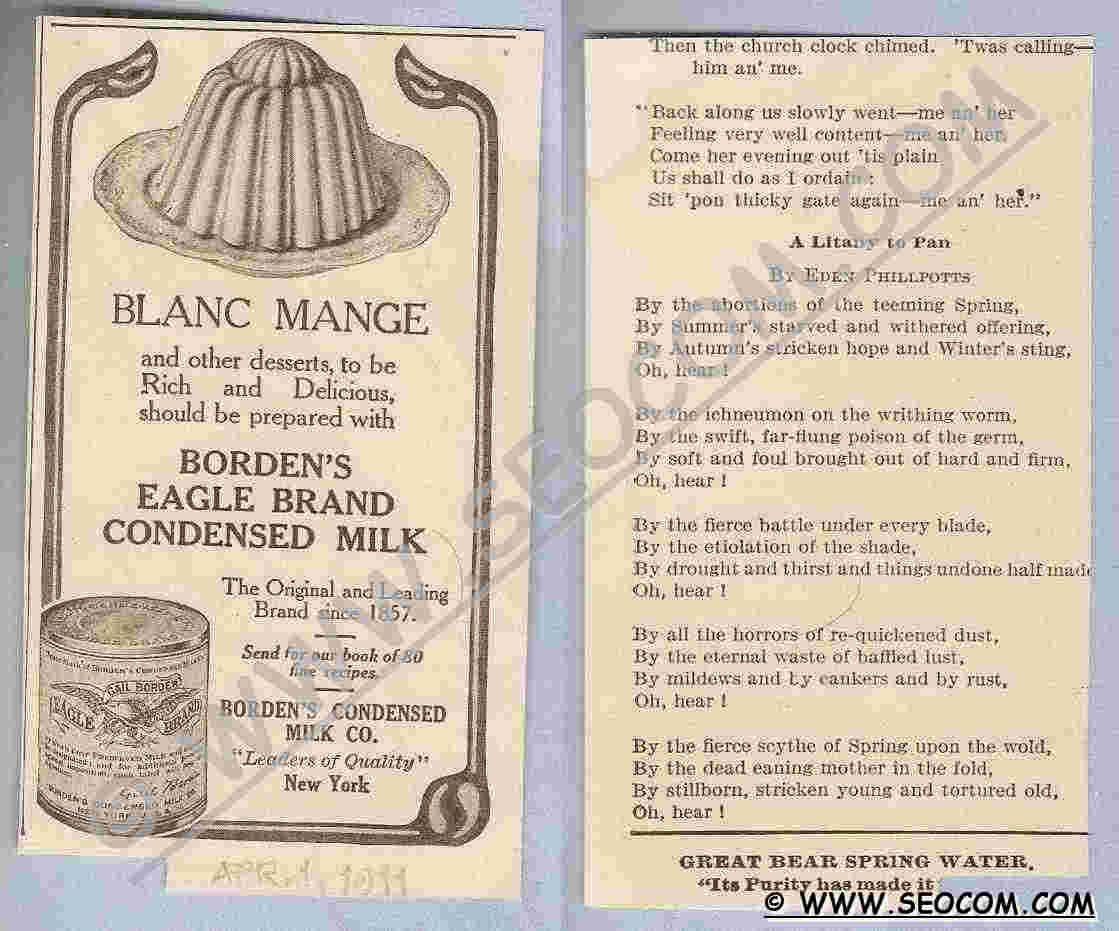 BLANC MANGE
and other desserts, to be
Rich and Delicious,
should be prepared with
BORDEN'S
EAGLE BRAND
CONDENSED MILK
The Original and Leading
Brand since 1857.
Send for our book of 80
fine recipes.
BORDEN'S CONDENSED
MILK CO.
"Leaders of Quality"
New York
GAIL BORDEN
EAGLE BRAND
BORDEN'S CONDENSED MILK CO.
NEW YORK, U.S.A.
APR. 1, 1911
Then the church clock chimed. 'Twas calling—
him an' me.
"Back along us slowly went—me an' her
Feeling very well content—me an' her.
Come her evening out 'tis plain
Us shall do as I ordain:
Sit 'pon thicky gate again—me an' her."
A Litany to Pan
BY EDEN PHILLPOTTS
By the abortions of the teeming Spring,
By Summer's starved and withered offering,
By Autumn's stricken hope and Winter's sting,
Oh, hear!
By the ichneumon on the writhing worm,
By the swift, far-flung poison of the germ,
By soft and foul brought out of hard and firm,
Oh, hear!
By the fierce battle under every blade,
By the etiolation of the shade,
By drought and thirst and things undone half made
Oh, hear!
By all the horrors of re-quickened dust,
By the eternal waste of baffled lust,
By mildews and by cankers and by rust,
Oh, hear!
By the fierce scythe of Spring upon the wold,
By the dead eaning mother in the fold,
By stillborn, stricken young and tortured old,
Oh, hear!
GREAT BEAR SPRING WATER.
"Its Purity has made it
© WWW.SEOCOM.COM
© WWW.SEOCOM.COM